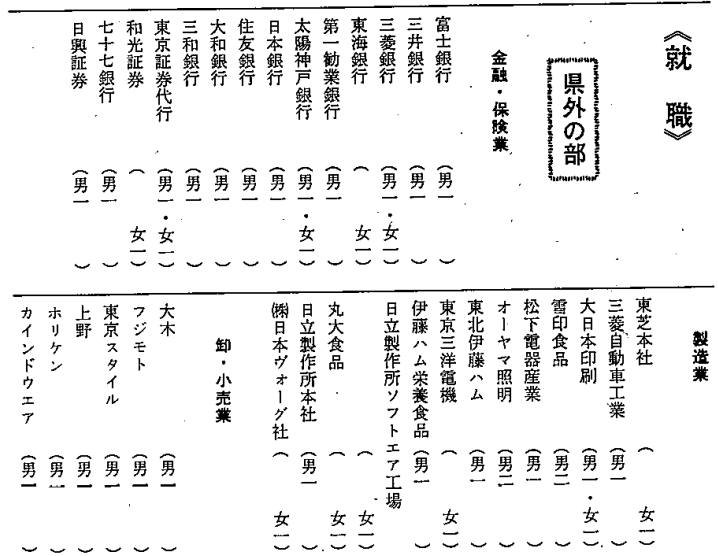 《就職》
県外の部
金融・保険業
富士銀行 (男一　　)
三井銀行 (男一　　)
三菱銀行 (男一・女一)
東海銀行 (　　女一)
第一勧業銀行 (男一　　)
太陽神戸銀行 (男一・女一)
日本銀行 (男一　　)
住友銀行 (男一　　)
大和銀行 (男一　　)
三和銀行 (男一　　)
東京証券代行 (男一・女一)
和光証券 (　　女一)
七十七銀行 (男一　　)
日興証券 (男一　　)
製造業
東芝本社 (　　女一)
三菱自動車工業 (男一　　)
大日本印刷 (男一・女一)
雪印食品 (男二　　)
松下電器産業 (男一　　)
オーヤマ照明 (男二　　)
東北伊藤ハム (男一　　)
東京三洋電機 (　　女一)
伊藤ハム栄養食品 (男一　　)
日立製作所ソフトエア工場
(　　女一)
丸大食品 (　　女一)
日立製作所本社 (男一　　)
㈱日本ヴォーグ社 (　　女一)
卸・小売業
大木 (男一　　)
フジモト (男一　　)
東京スタイル (男一　　)
上野 (男一　　)
ホリケン (男一　　)
カインドウエア (男一　　)